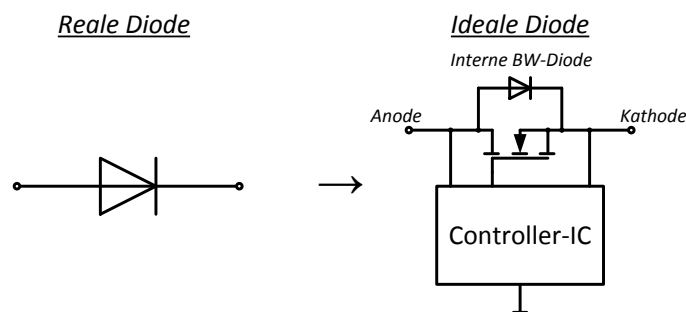 Reale Diode
Ideale Diode
Interne BW-Diode
Anode
Kathode
Controller-IC